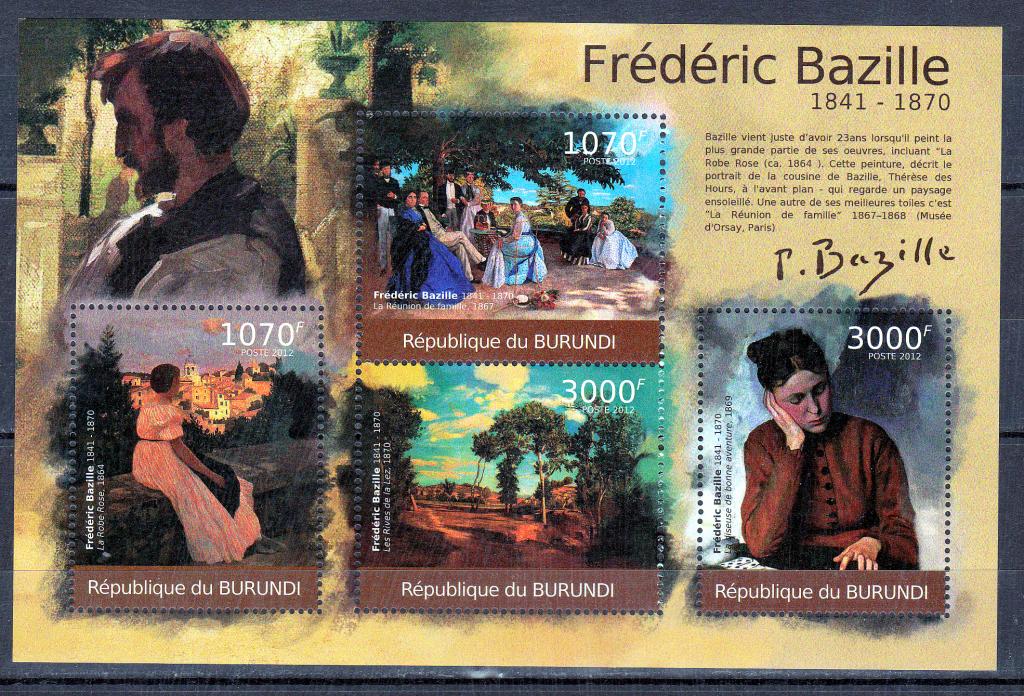 Frédéric Bazille
1841 - 1870
Bazille vient juste d'avoir 23ans lorsqu'il peint la
plus grande partie de ses oeuvres, incluant "La
Robe Rose (ca. 1864 ). Cette peinture, décrit le
portrait de la cousine de Bazille, Thérèse des
Hours, à l'avant plan - qui regarde un paysage
ensoleillé. Une autre de ses meilleures toiles c'est
"La Réunion de famille" 1867–1868 (Musée
d'Orsay, Paris)
F. Bazille
1070F
POSTE 2012
Frédéric Bazille 1841 - 1870
La Réunion de famille, 1867
République du BURUNDI
1070F
POSTE 2012
Frédéric Bazille 1841 - 1870
La Robe Rose, 1864
République du BURUNDI
3000F
POSTE 2012
Frédéric Bazille 1841 - 1870
Les Rives de la Lez, 1870
République du BURUNDI
3000F
POSTE 2012
Frédéric Bazille 1841 - 1870
La diseuse de bonne aventure, 1869
République du BURUNDI